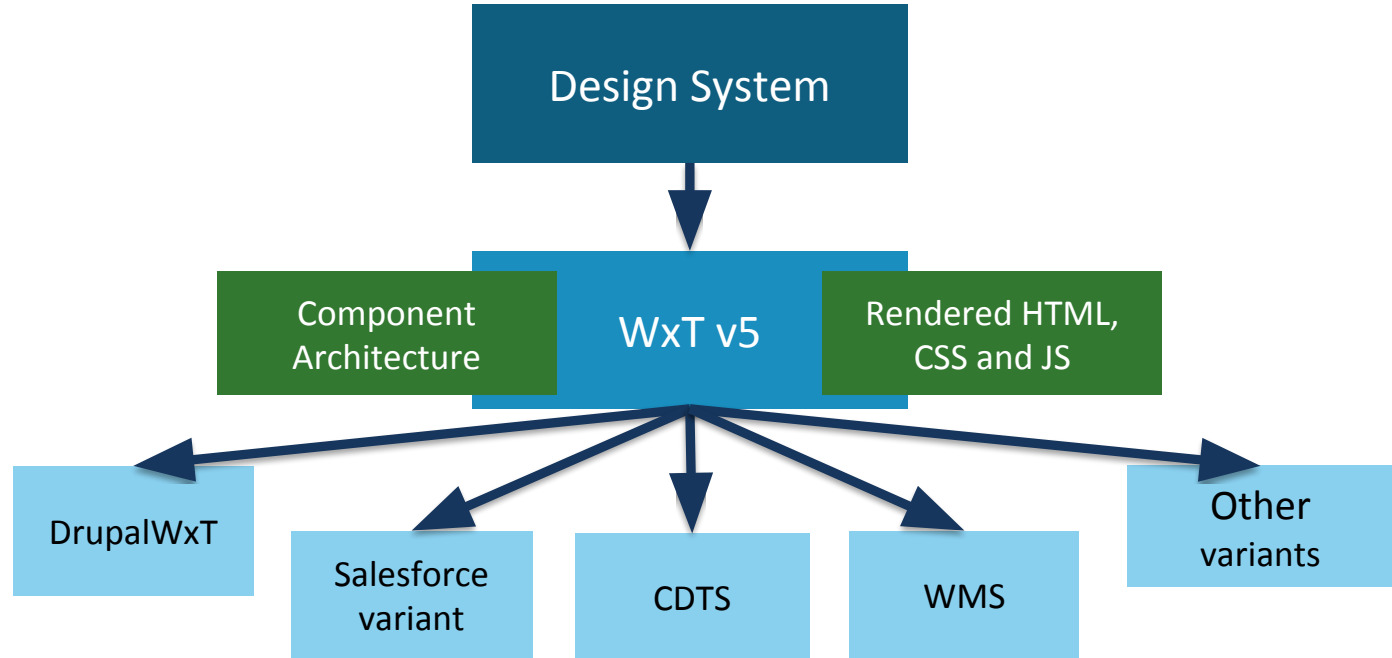 Design System
Component
Architecture
WxT v5
Rendered HTML,
CSS and JS
DrupalWxT
Salesforce
variant
CDTS
WMS
Other
variants